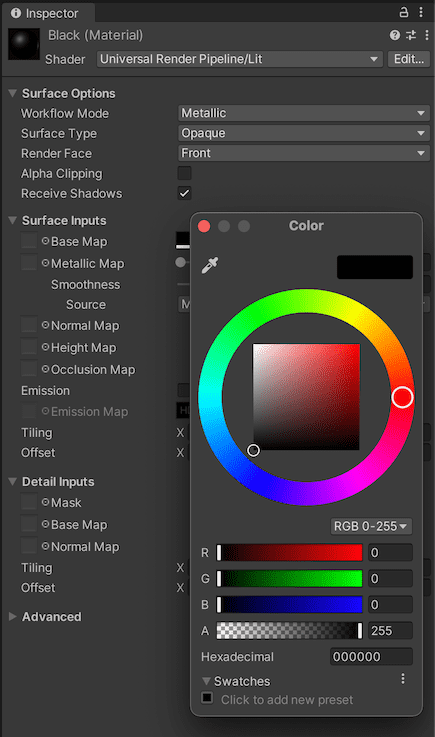 Inspector
Black (Material)
Shader Universal Render Pipeline/Lit Edit...
Surface Options
Workflow Mode Metallic
Surface Type Opaque
Render Face Front
Alpha Clipping
Receive Shadows
Surface Inputs
Base Map
Metallic Map
Smoothness
Source
Normal Map
Height Map
Occlusion Map
Emission
Emission Map
Tiling X
Offset X
Detail Inputs
Mask
Base Map
Normal Map
Tiling X
Offset X
Advanced
Color
RGB 0-255
R 0
G 0
B 0
A 255
Hexadecimal 000000
Swatches
Click to add new preset